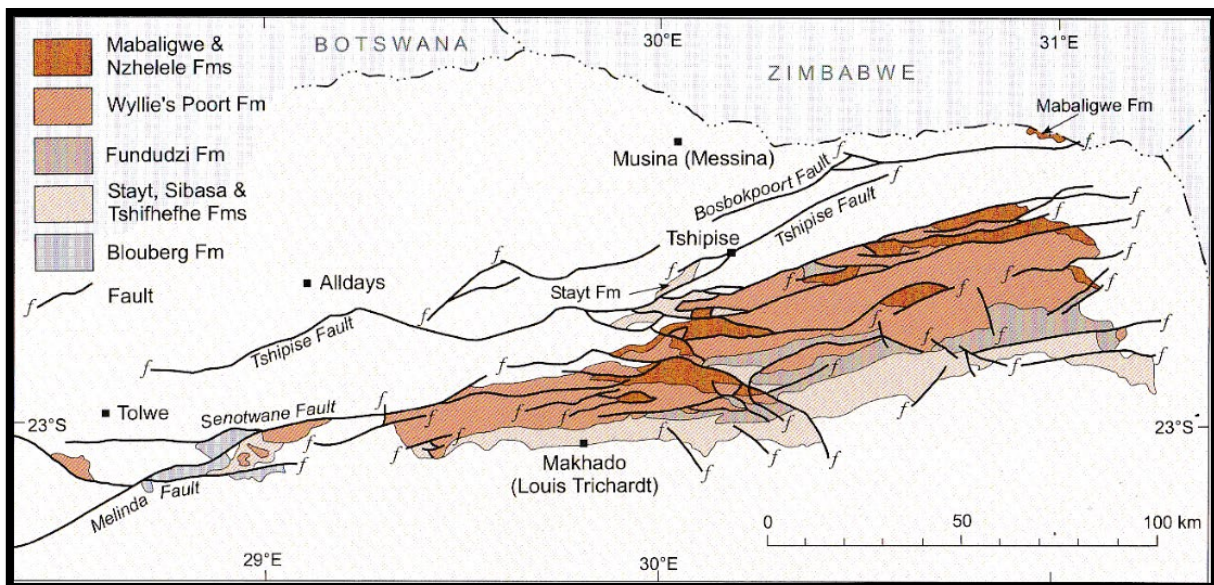 Mabaligwe &
Nzhelele Fms
Wyllie's Poort Fm
Fundudzi Fm
Stayt, Sibasa &
Tshifhefhe Fms
Blouberg Fm
f
Fault
BOTSWANA
30°E
31°E
ZIMBABWE
Mabaligwe Fm
f
Musina (Messina)
Bosbokpoort Fault
f
f
Tshipise Fault
Tshipise
f
f
f
Stayt Fm
f
Alldays
f
f
f
f
f
Tshipise Fault
f
f
f
f
f
Tolwe
Senotwane Fault
f
f
f
f
23°S
23°S
f
f
Makhado
(Louis Trichardt)
f
f
f
f
Melinda Fault
0 50 100 km
29°E
30°E